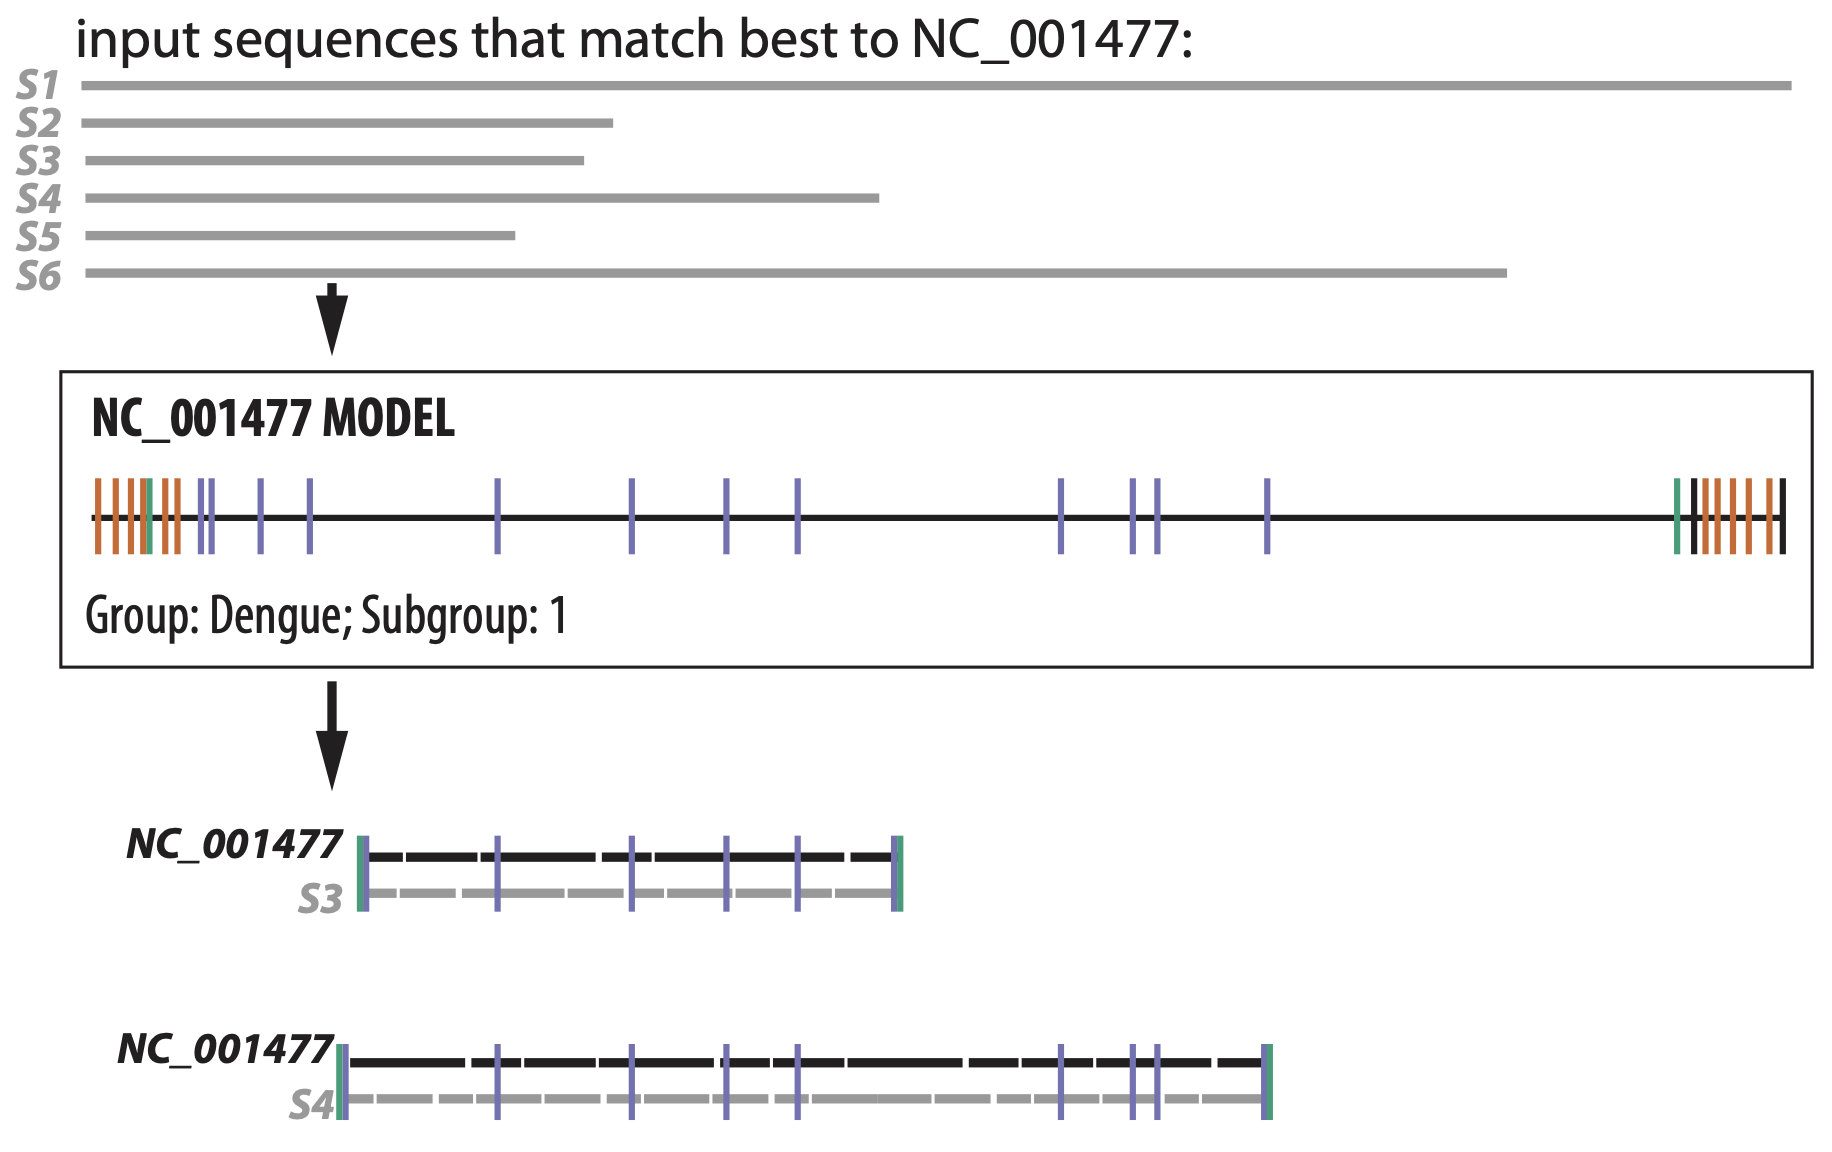 input sequences that match best to NC_001477:
S1
S2
S3
S4
S5
S6
NC_001477 MODEL
Group: Dengue; Subgroup: 1
NC_001477
S3
NC_001477
S4